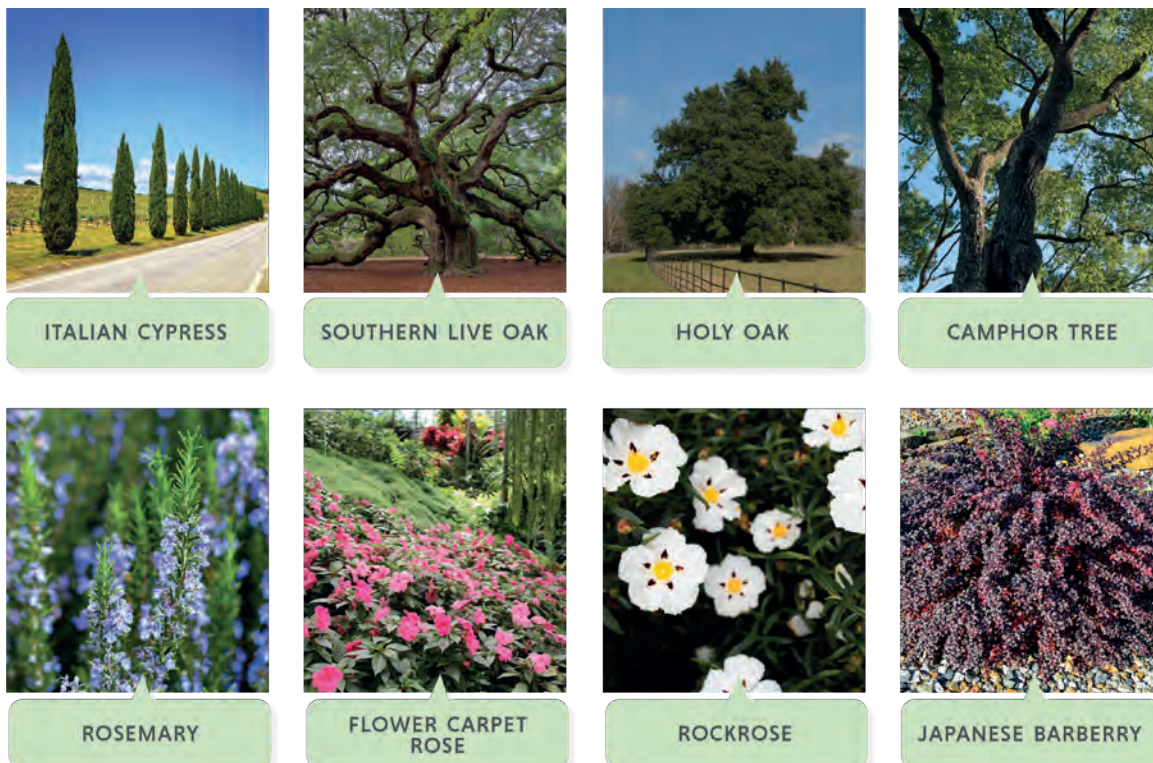 ITALIAN CYPRESS
SOUTHERN LIVE OAK
HOLY OAK
CAMPHOR TREE
ROSEMARY
FLOWER CARPET
ROSE
ROCKROSE
JAPANESE BARBERRY